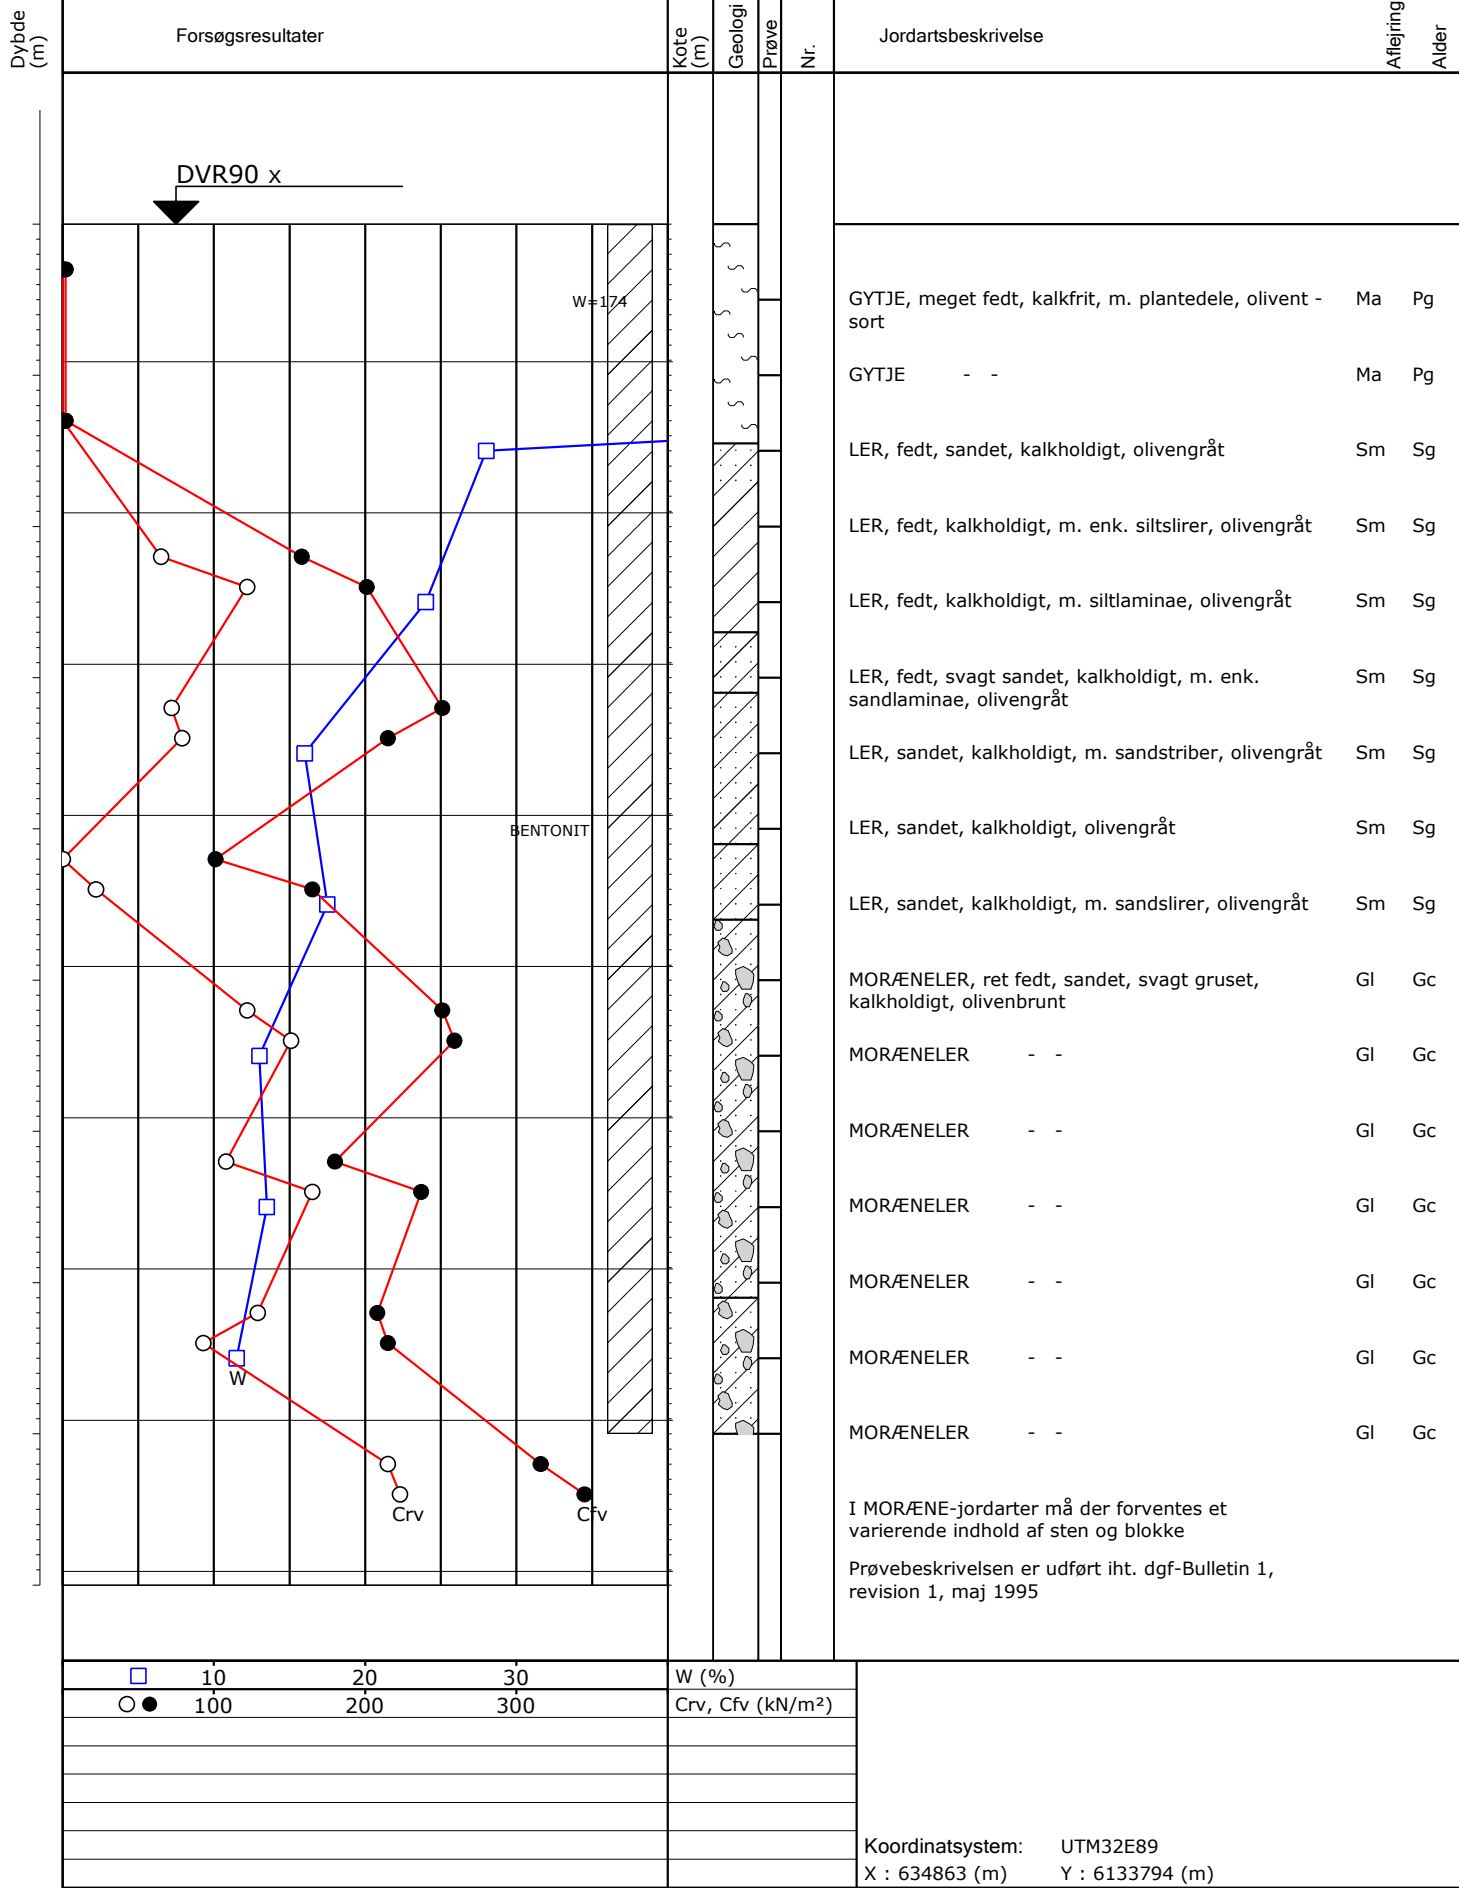 Dybde
(m)
Forsøgsresultater
Kote
(m)
Geologi
Prøve
Nr.
Jordartsbeskrivelse
Aflejring
Alder
DVR90 x
W=174
GYTJE, meget fedt, kalkfrit, m. plantedele, olivent - Ma Pg
sort
GYTJE - - Ma Pg
LER, fedt, sandet, kalkholdigt, olivengråt Sm Sg
LER, fedt, kalkholdigt, m. enk. siltslirer, olivengråt Sm Sg
LER, fedt, kalkholdigt, m. siltlaminae, olivengråt Sm Sg
LER, fedt, svagt sandet, kalkholdigt, m. enk. Sm Sg
sandlaminae, olivengråt
LER, sandet, kalkholdigt, m. sandstriber, olivengråt Sm Sg
BENTONIT
LER, sandet, kalkholdigt, olivengråt Sm Sg
LER, sandet, kalkholdigt, m. sandslirer, olivengråt Sm Sg
MORÆNELER, ret fedt, sandet, svagt gruset, Gl Gc
kalkholdigt, olivenbrunt
MORÆNELER - - Gl Gc
MORÆNELER - - Gl Gc
MORÆNELER - - Gl Gc
MORÆNELER - - Gl Gc
MORÆNELER - - Gl Gc
W
MORÆNELER - - Gl Gc
Crv Cfv
I MORÆNE-jordarter må der forventes et
varierende indhold af sten og blokke
Prøvebeskrivelsen er udført iht. dgf-Bulletin 1,
revision 1, maj 1995
10 20 30 W (%)
100 200 300 Crv, Cfv (kN/m²)
Koordinatsystem: UTM32E89
X : 634863 (m) Y : 6133794 (m)